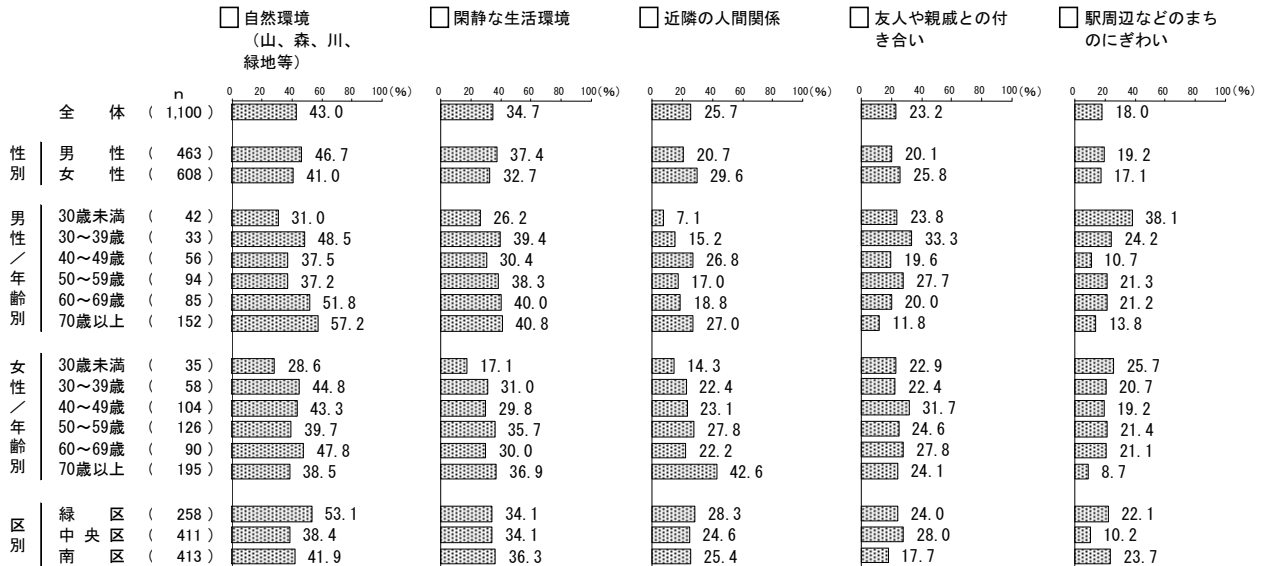 自然環境 閑静な生活環境 近隣の人間関係 友人や親戚との付 駅周辺などのまち
（山、森、川、 き合い のにぎわい
緑地等）
n 0 20 40 60 80 100(%) 0 20 40 60 80 100(%) 0 20 40 60 80 100(%) 0 20 40 60 80 100(%) 0 20 40 60 80 100(%)
全体 ( 1,100 ) 43.0 34.7 25.7 23.2 18.0
性別
男性 ( 463 ) 46.7 37.4 20.7 20.1 19.2
女性 ( 608 ) 41.0 32.7 29.6 25.8 17.1
男性／年齢別
30歳未満 ( 42 ) 31.0 26.2 7.1 23.8 38.1
30～39歳 ( 33 ) 48.5 39.4 15.2 33.3 24.2
40～49歳 ( 56 ) 37.5 30.4 26.8 19.6 10.7
50～59歳 ( 94 ) 37.2 38.3 17.0 27.7 21.3
60～69歳 ( 85 ) 51.8 40.0 18.8 20.0 21.2
70歳以上 ( 152 ) 57.2 40.8 27.0 11.8 13.8
女性／年齢別
30歳未満 ( 35 ) 28.6 17.1 14.3 22.9 25.7
30～39歳 ( 58 ) 44.8 31.0 22.4 22.4 20.7
40～49歳 ( 104 ) 43.3 29.8 23.1 31.7 19.2
50～59歳 ( 126 ) 39.7 35.7 27.8 24.6 21.4
60～69歳 ( 90 ) 47.8 30.0 22.2 27.8 21.1
70歳以上 ( 195 ) 38.5 36.9 42.6 24.1 8.7
区別
緑区 ( 258 ) 53.1 34.1 28.3 24.0 22.1
中央区 ( 411 ) 38.4 34.1 24.6 28.0 10.2
南区 ( 413 ) 41.9 36.3 25.4 17.7 23.7